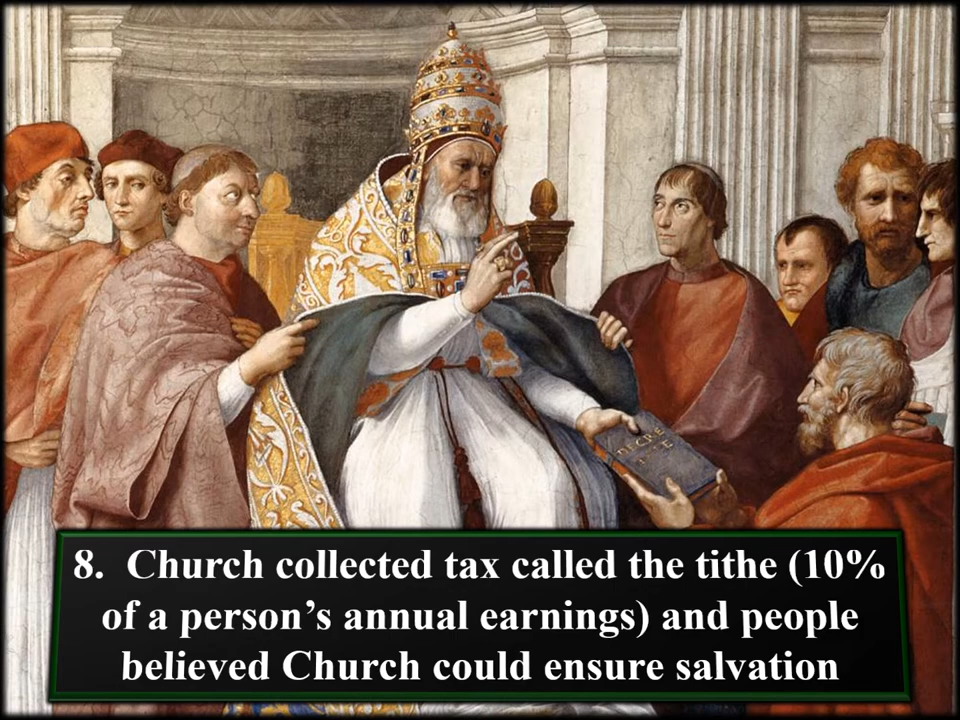 8. Church collected tax called the tithe (10%
of a person’s annual earnings) and people
believed Church could ensure salvation